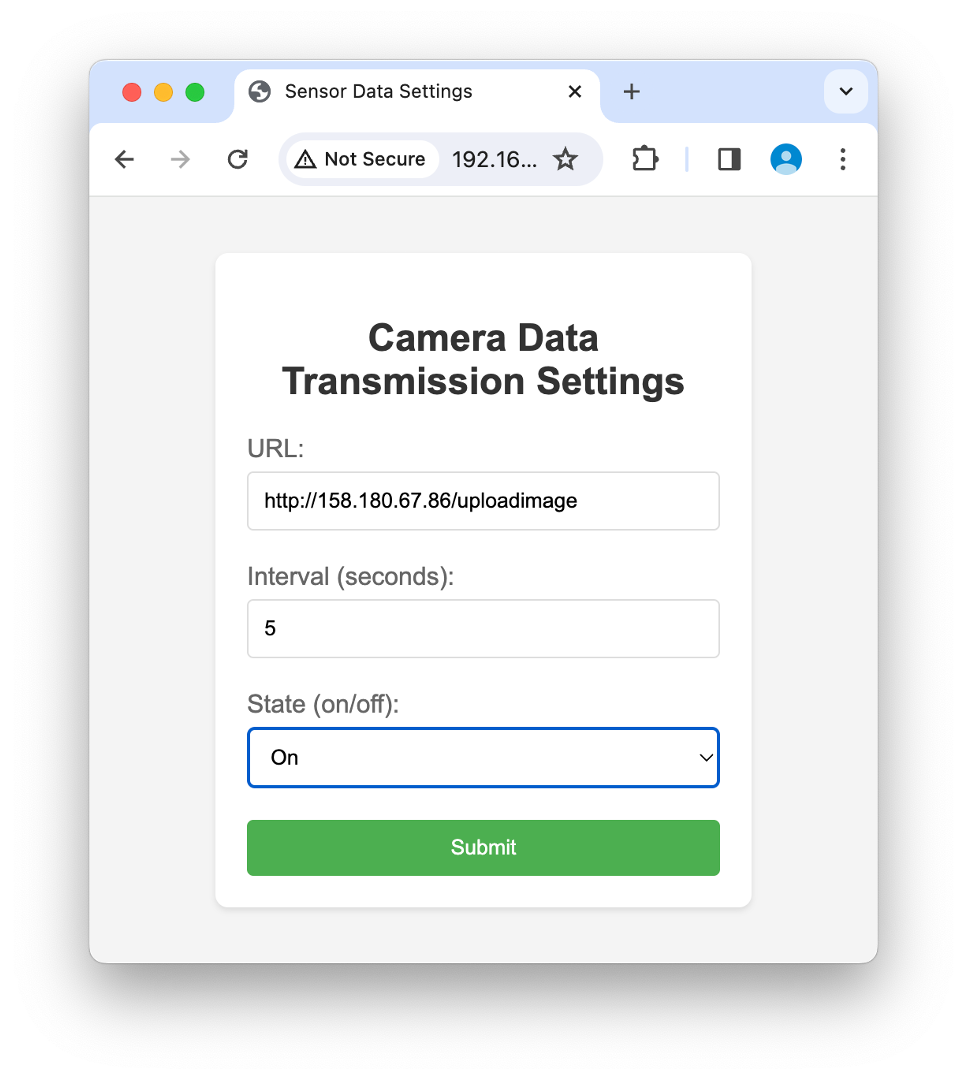 Sensor Data Settings
Not Secure 192.16...
Camera Data
Transmission Settings
URL:
http://158.180.67.86/uploadimage
Interval (seconds):
5
State (on/off):
On
Submit